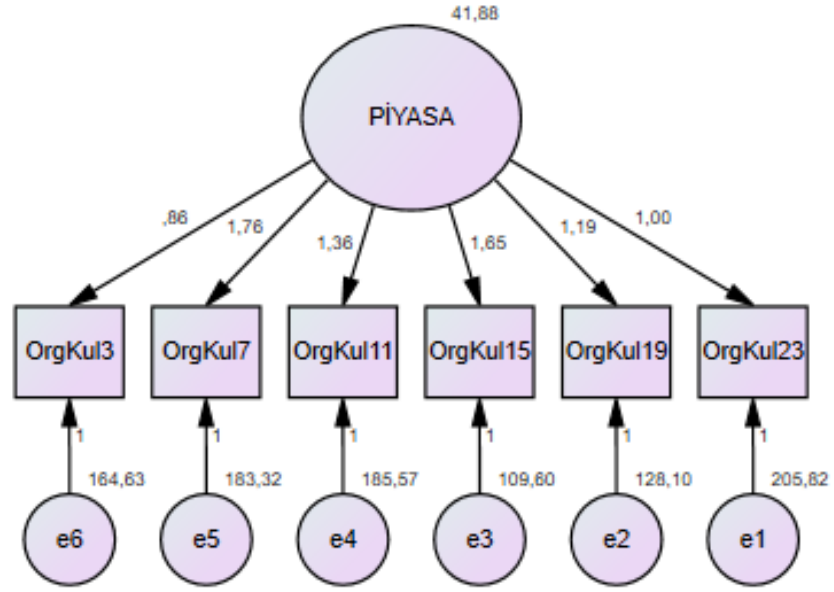 41,88
PİYASA
,86
1,76
1,36
1,65
1,19
1,00
OrgKul3 OrgKul7 OrgKul11 OrgKul15 OrgKul19 OrgKul23
1 1 1 1 1 1
164,63 183,32 185,57 109,60 128,10 205,82
e6 e5 e4 e3 e2 e1